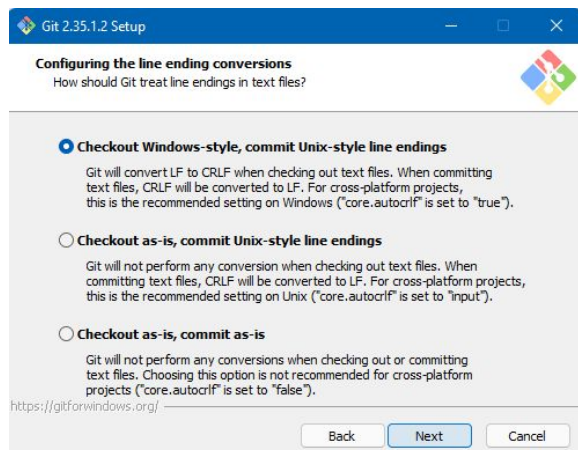 Git 2.35.1.2 Setup
Configuring the line ending conversions
How should Git treat line endings in text files?
Checkout Windows-style, commit Unix-style line endings
Git will convert LF to CRLF when checking out text files. When committing
text files, CRLF will be converted to LF. For cross-platform projects,
this is the recommended setting on Windows ("core.autocrlf" is set to "true").
Checkout as-is, commit Unix-style line endings
Git will not perform any conversion when checking out text files. When
committing text files, CRLF will be converted to LF. For cross-platform projects,
this is the recommended setting on Unix ("core.autocrlf" is set to "input").
Checkout as-is, commit as-is
Git will not perform any conversions when checking out or committing
text files. Choosing this option is not recommended for cross-platform
projects ("core.autocrlf" is set to "false").
https://gitforwindows.org/
Back Next Cancel